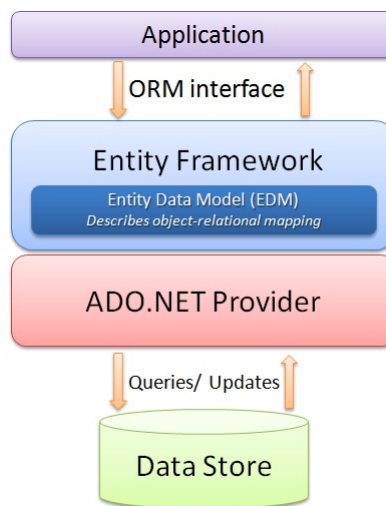 Application
ORM interface
Entity Framework
Entity Data Model (EDM)
Describes object-relational mapping
ADO.NET Provider
Queries/ Updates
Data Store